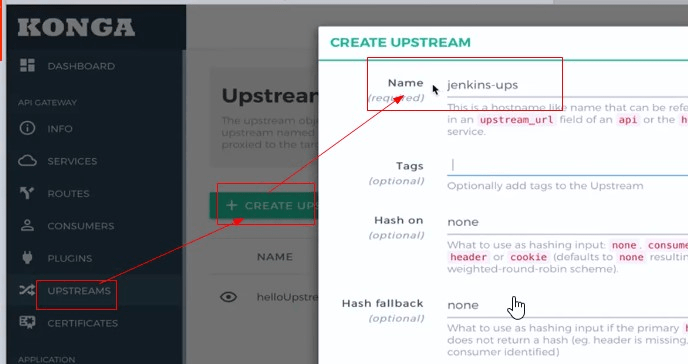 KONGA
DASHBOARD
API GATEWAY
INFO
SERVICES
ROUTES
CONSUMERS
PLUGINS
UPSTREAMS
CERTIFICATES
APPLICATION
Upstream
The upstream obje
upstream named
proxied to the tar
+ CREATE UPS
NAME
helloUpstre
CREATE UPSTREAM
Name
(required)
jenkins-ups
This is a hostname like name that can be refe
in an upstream_url field of an api or the h
service.
Tags
(optional)
Optionally add tags to the Upstream
Hash on
(optional)
none
What to use as hashing input: none, consume
header or cookie (defaults to none resulting
weighted-round-robin scheme).
Hash fallback
(optional)
none
What to use as hashing input if the primary h
does not return a hash (eg. header is missing,
consumer identified)